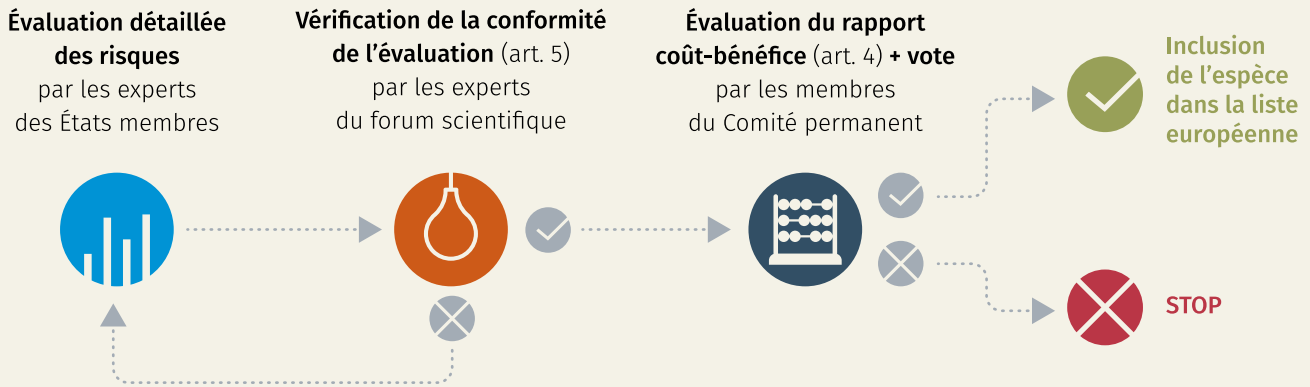 Évaluation détaillée
des risques
par les experts
des États membres
Vérification de la conformité
de l'évaluation (art. 5)
par les experts
du forum scientifique
Évaluation du rapport
coût-bénéfice (art. 4) + vote
par les membres
du Comité permanent
Inclusion
de l'espèce
dans la liste
européenne
STOP